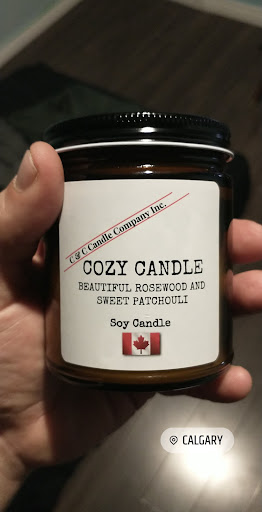 C & C Candle Company Inc.
COZY CANDLE
BEAUTIFUL ROSEWOOD AND
SWEET PATCHOULI
Soy Candle
CALGARY